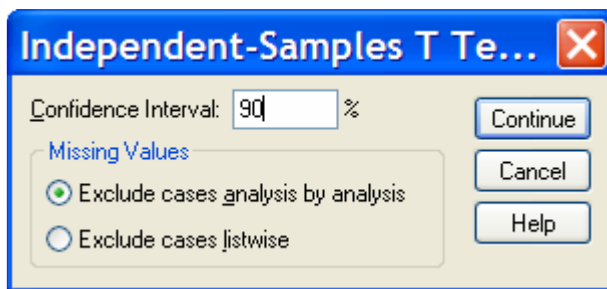 Independent-Samples T Te...
Confidence Interval: 90 %
Continue
Missing Values
Cancel
Exclude cases analysis by analysis
Help
Exclude cases listwise